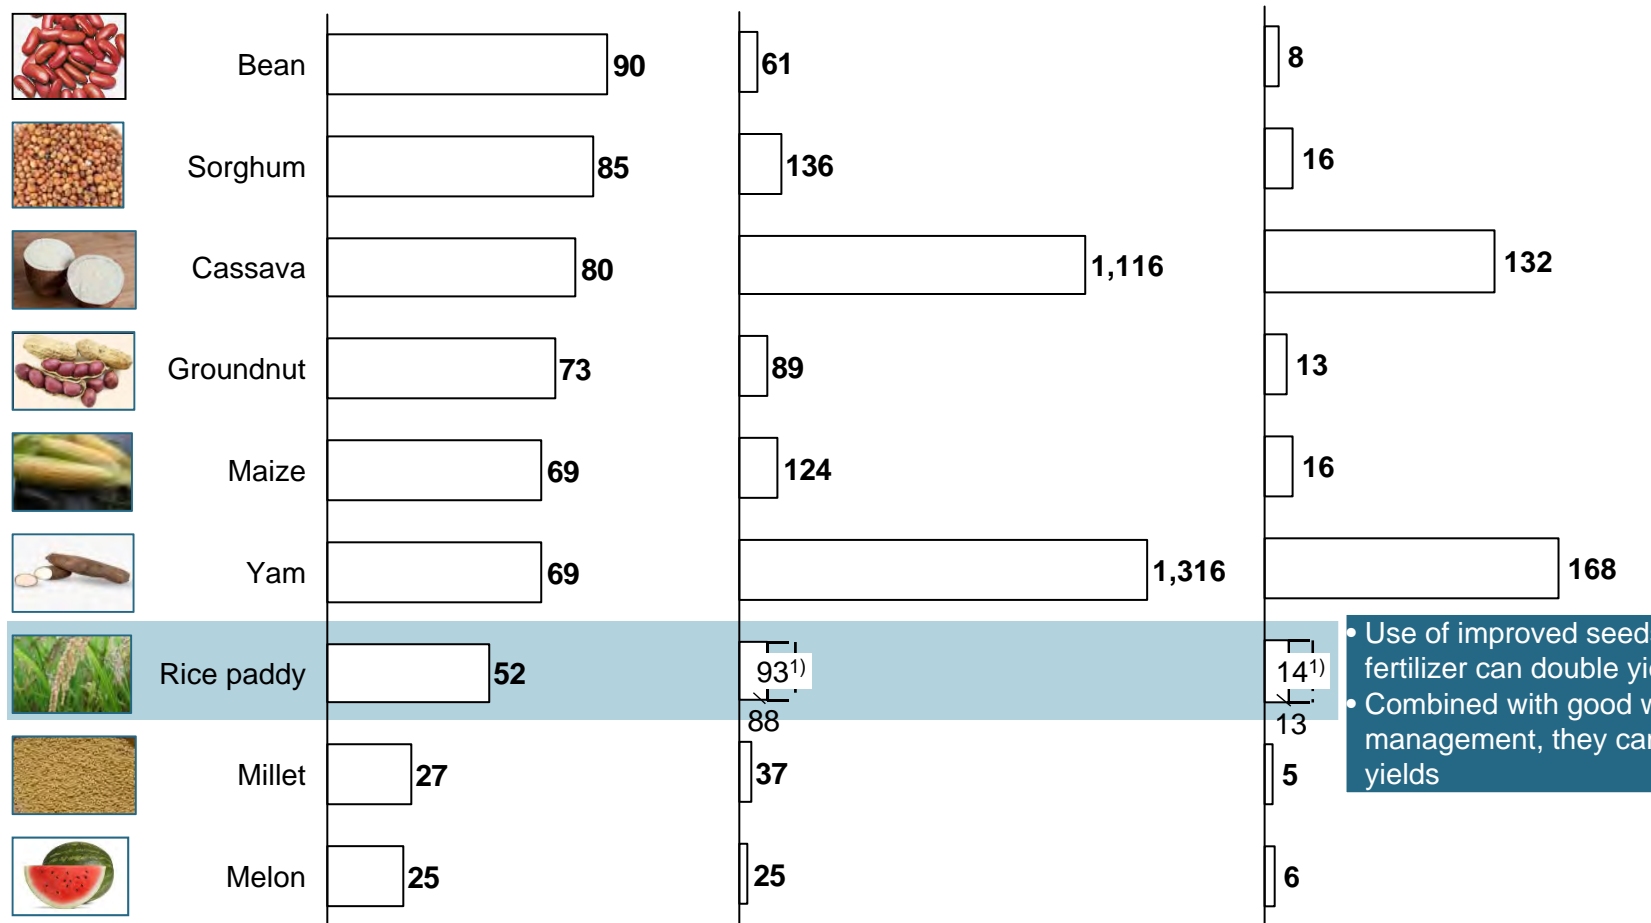 Bean 90 61 8
Sorghum 85 136 16
Cassava 80 1,116 132
Groundnut 73 89 13
Maize 69 124 16
Yam 69 1,316 168
Rice paddy 52 93¹⁾ 14¹⁾
88 13
• Use of improved seed
fertilizer can double
• Combined with good
management, they
yields
Millet 27 37 5
Melon 25 25 6